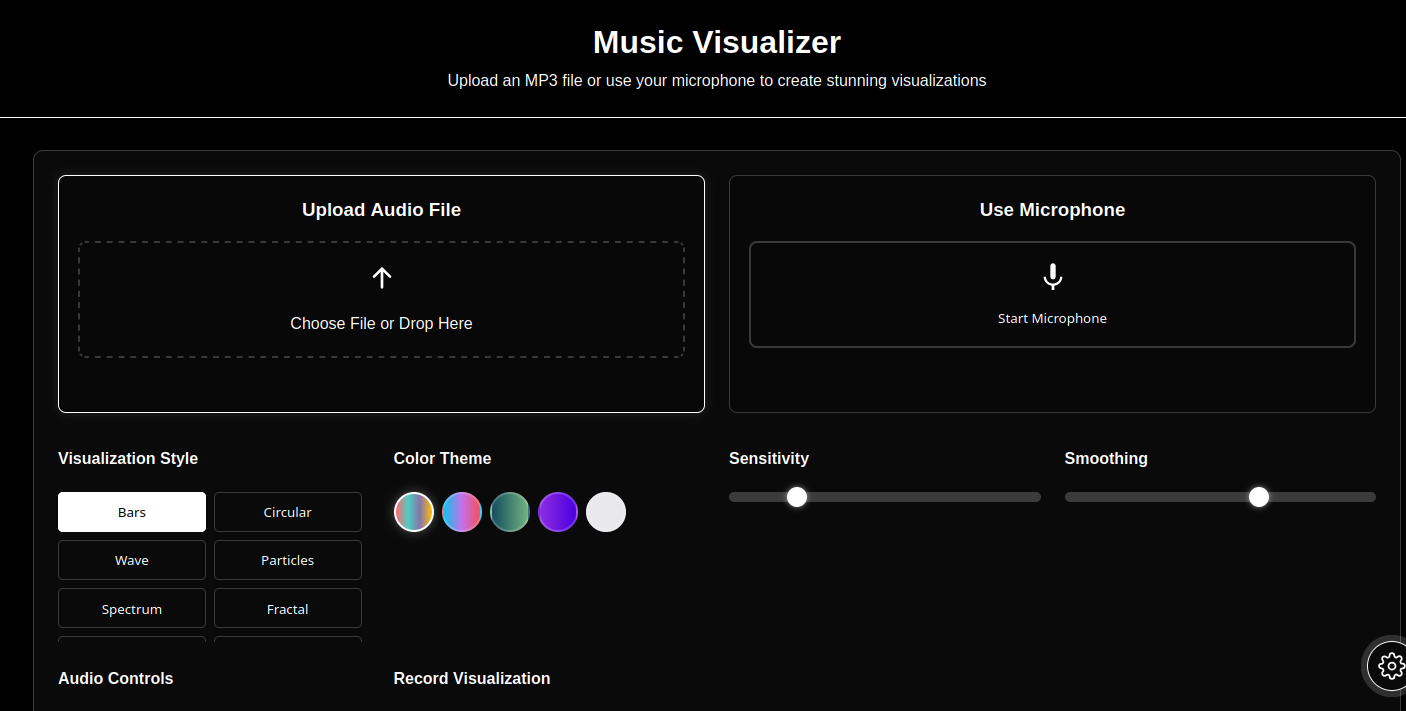 Music Visualizer
Upload an MP3 file or use your microphone to create stunning visualizations
Upload Audio File
Choose File or Drop Here
Use Microphone
Start Microphone
Visualization Style
Bars
Circular
Wave
Particles
Spectrum
Fractal
Color Theme
Sensitivity
Smoothing
Audio Controls
Record Visualization